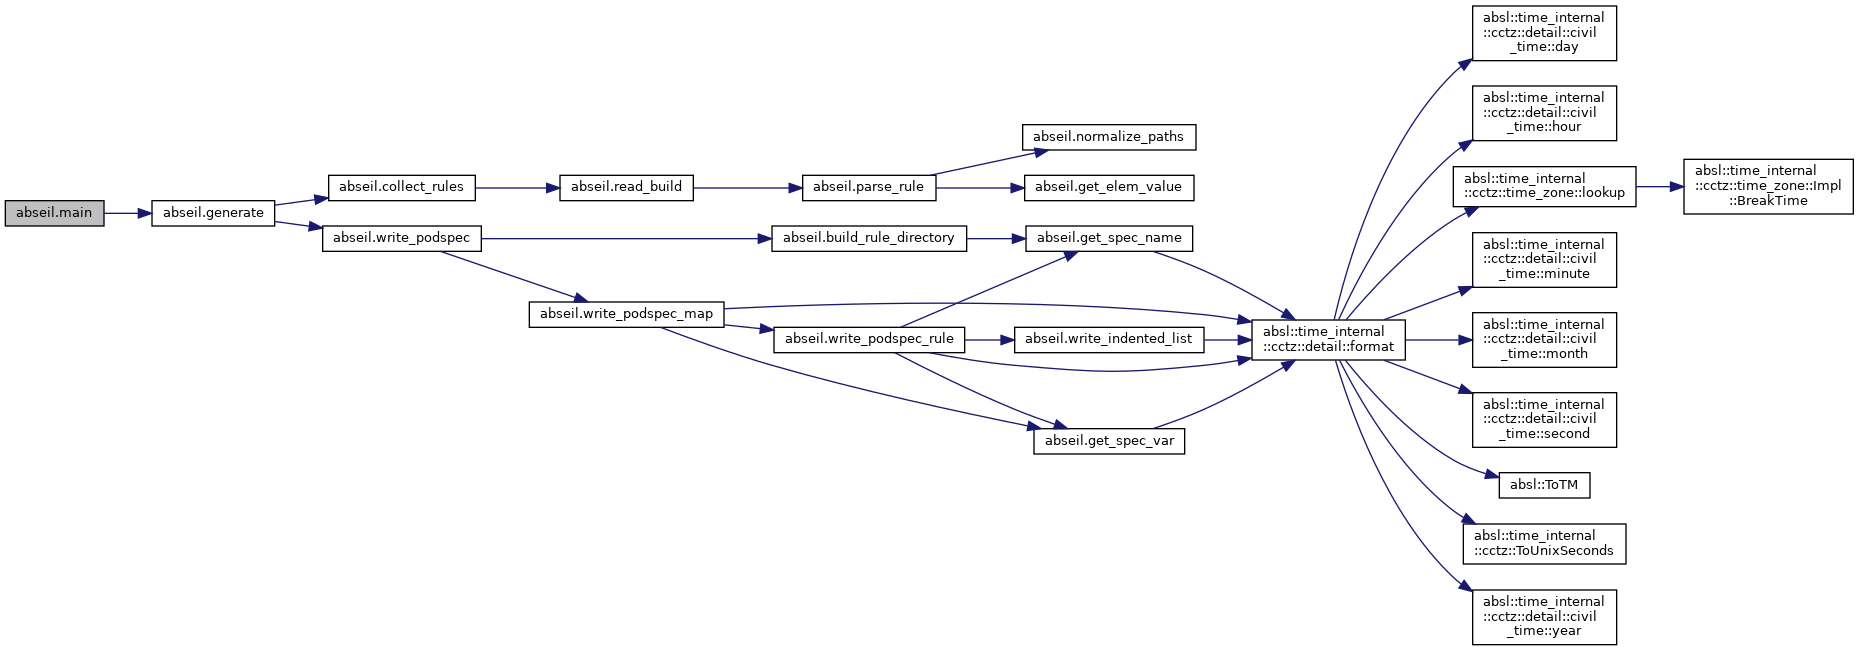 abseil.main
abseil.generate
abseil.collect_rules
abseil.write_podspec
abseil.read_build
abseil.write_podspec_map
abseil.parse_rule
abseil.build_rule_directory
abseil.write_podspec_rule
abseil.normalize_paths
abseil.get_elem_value
abseil.get_spec_name
abseil.write_indented_list
abseil.get_spec_var
absl::time_internal
::cctz::detail::format
absl::time_internal
::cctz::detail::civil
_time::day
absl::time_internal
::cctz::detail::civil
_time::hour
absl::time_internal
::cctz::time_zone::lookup
absl::time_internal
::cctz::detail::civil
_time::minute
absl::time_internal
::cctz::detail::civil
_time::month
absl::time_internal
::cctz::detail::civil
_time::second
absl::ToTM
absl::time_internal
::cctz::ToUnixSeconds
absl::time_internal
::cctz::detail::civil
_time::year
absl::time_internal
::cctz::time_zone::Impl
::BreakTime